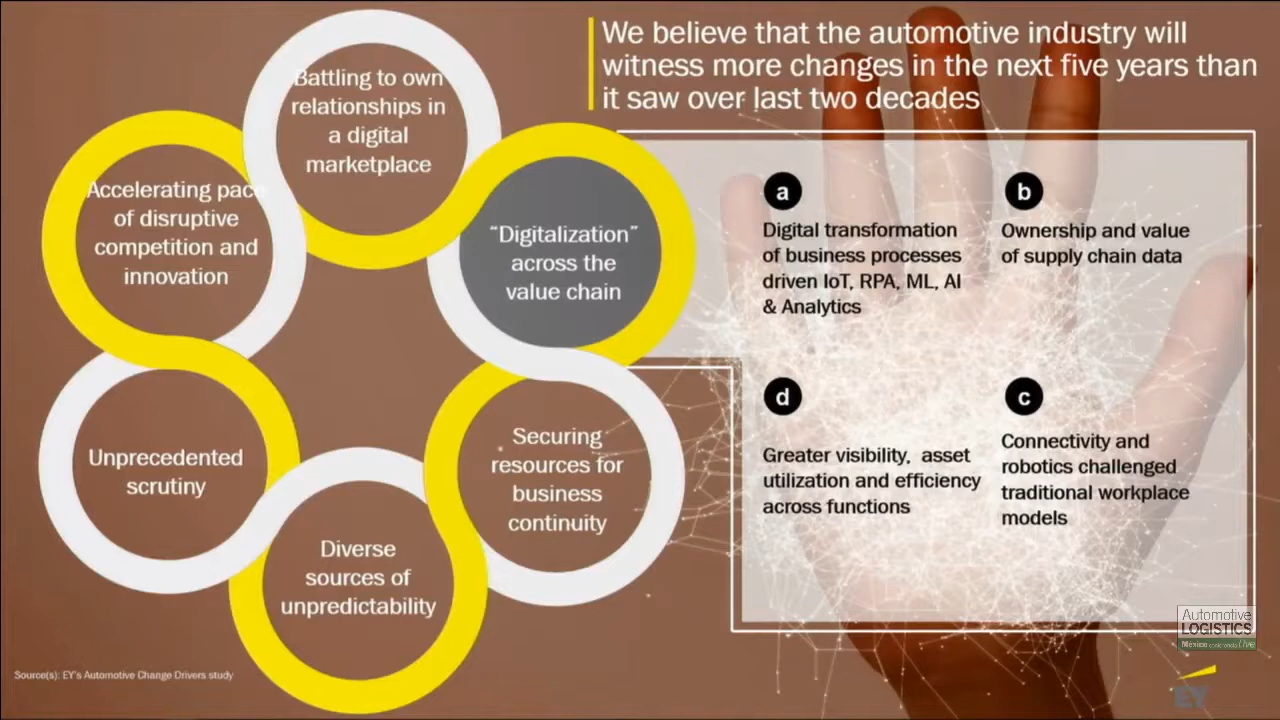 We believe that the automotive industry will
witness more changes in the next five years than
it saw over last two decades
Battling to own
relationships in
a digital
marketplace
Accelerating pace
of disruptive
competition and
innovation
“Digitalization”
across the
value chain
Unprecedented
scrutiny
Securing
resources for
business
continuity
Diverse
sources of
unpredictability
a
Digital transformation
of business processes
driven IoT, RPA, ML, AI
& Analytics
b
Ownership and value
of supply chain data
d
Greater visibility, asset
utilization and efficiency
across functions
c
Connectivity and
robotics challenged
traditional workplace
models
Source(s): EY's Automotive Change Drivers study
Automotive
LOGISTICS
México Live
EY